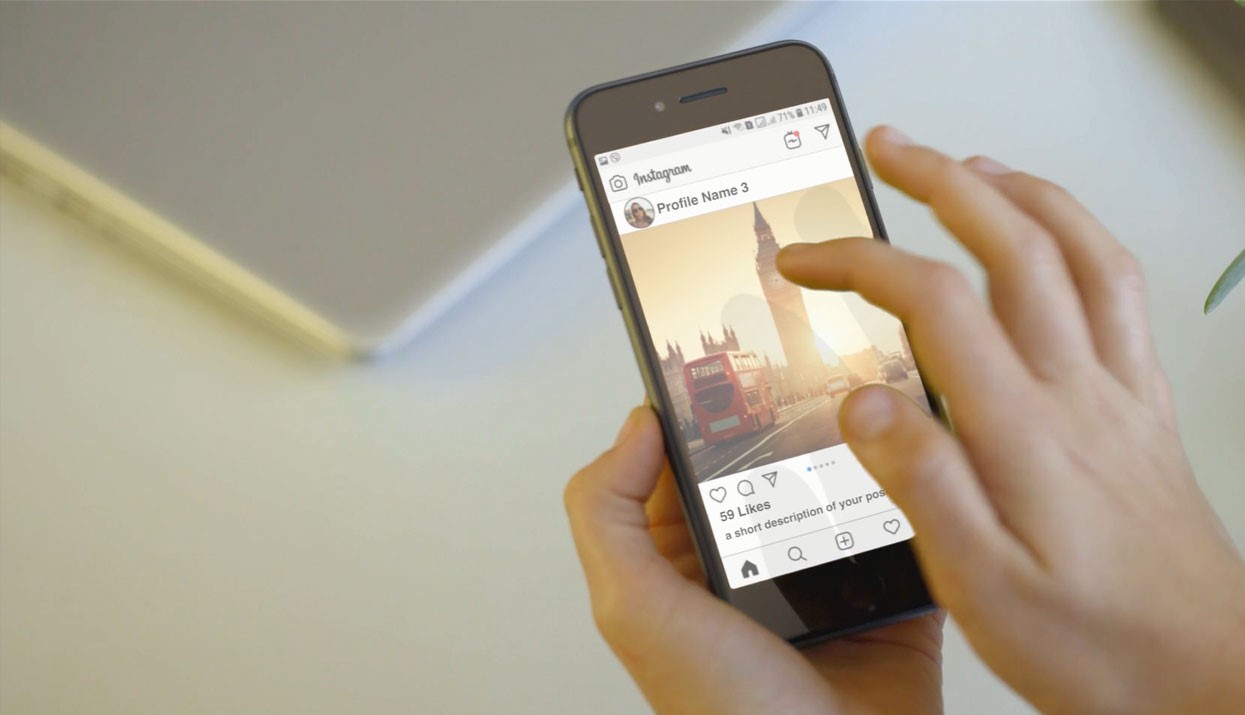 71% 11:49
Instagram
Profile Name 3
59 Likes
a short description of your pos